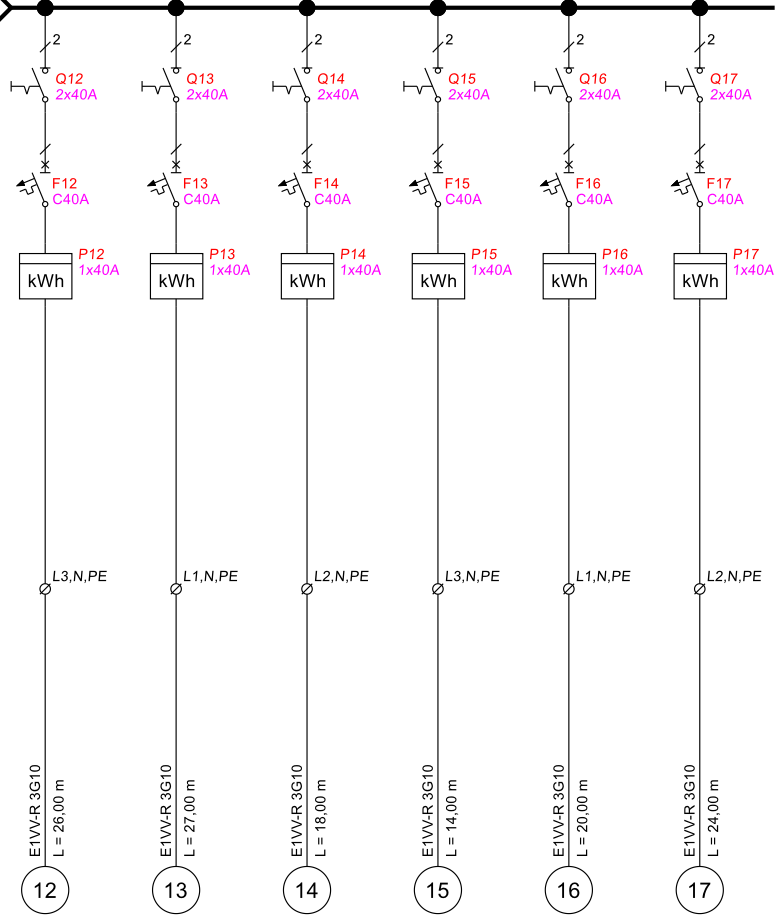 2 2 2 2 2 2
Q12 Q13 Q14 Q15 Q16 Q17
2x40A 2x40A 2x40A 2x40A 2x40A 2x40A
F12 F13 F14 F15 F16 F17
C40A C40A C40A C40A C40A C40A
P12 P13 P14 P15 P16 P17
1x40A 1x40A 1x40A 1x40A 1x40A 1x40A
kWh kWh kWh kWh kWh kWh
L3,N,PE L1,N,PE L2,N,PE L3,N,PE L1,N,PE L2,N,PE
E1VV-R 3G10
L = 26,00 m
E1VV-R 3G10
L = 27,00 m
E1VV-R 3G10
L = 18,00 m
E1VV-R 3G10
L = 14,00 m
E1VV-R 3G10
L = 20,00 m
E1VV-R 3G10
L = 24,00 m
12 13 14 15 16 17